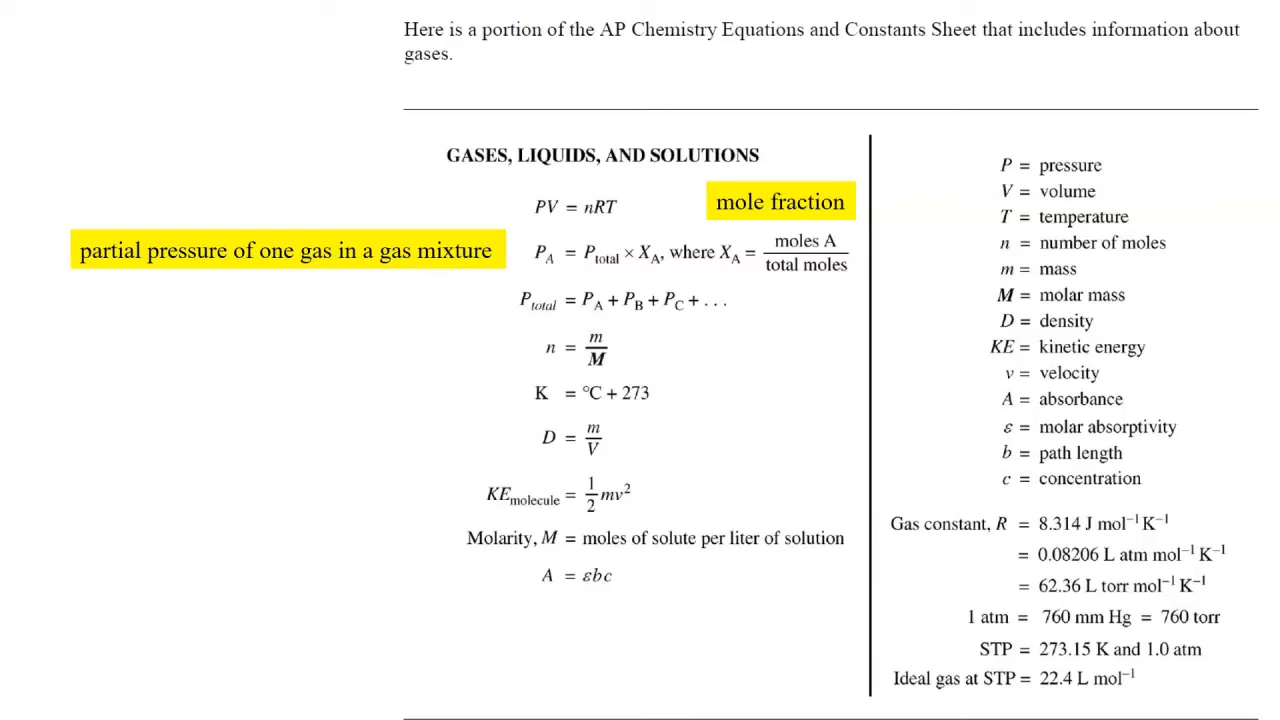 Here is a portion of the AP Chemistry Equations and Constants Sheet that includes information about
gases.
GASES, LIQUIDS, AND SOLUTIONS
PV = nRT
mole fraction
partial pressure of one gas in a gas mixture
P_A = P_total × X_A, where X_A = moles A / total moles
P_total = P_A + P_B + P_C + . . .
n = m / M
K = °C + 273
D = m / V
KE_molecule = 1/2 mv²
Molarity, M = moles of solute per liter of solution
A = εbc
P = pressure
V = volume
T = temperature
n = number of moles
m = mass
M = molar mass
D = density
KE = kinetic energy
v = velocity
A = absorbance
ε = molar absorptivity
b = path length
c = concentration
Gas constant, R = 8.314 J mol⁻¹ K⁻¹
= 0.08206 L atm mol⁻¹ K⁻¹
= 62.36 L torr mol⁻¹ K⁻¹
1 atm = 760 mm Hg = 760 torr
STP = 273.15 K and 1.0 atm
Ideal gas at STP = 22.4 L mol⁻¹